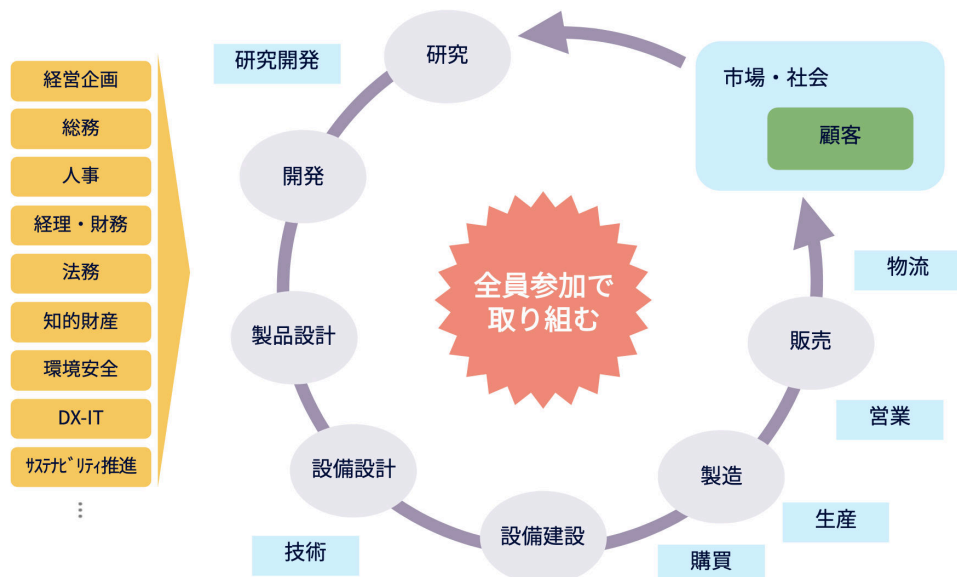 経営企画
総務
人事
経理・財務
法務
知的財産
環境安全
DX-IT
ｻｽﾃﾅﾋﾞﾘﾃｨ推進
⋮
研究開発
研究
開発
製品設計
設備設計
技術
設備建設
購買
製造
生産
営業
販売
物流
市場・社会
顧客
全員参加で
取り組む